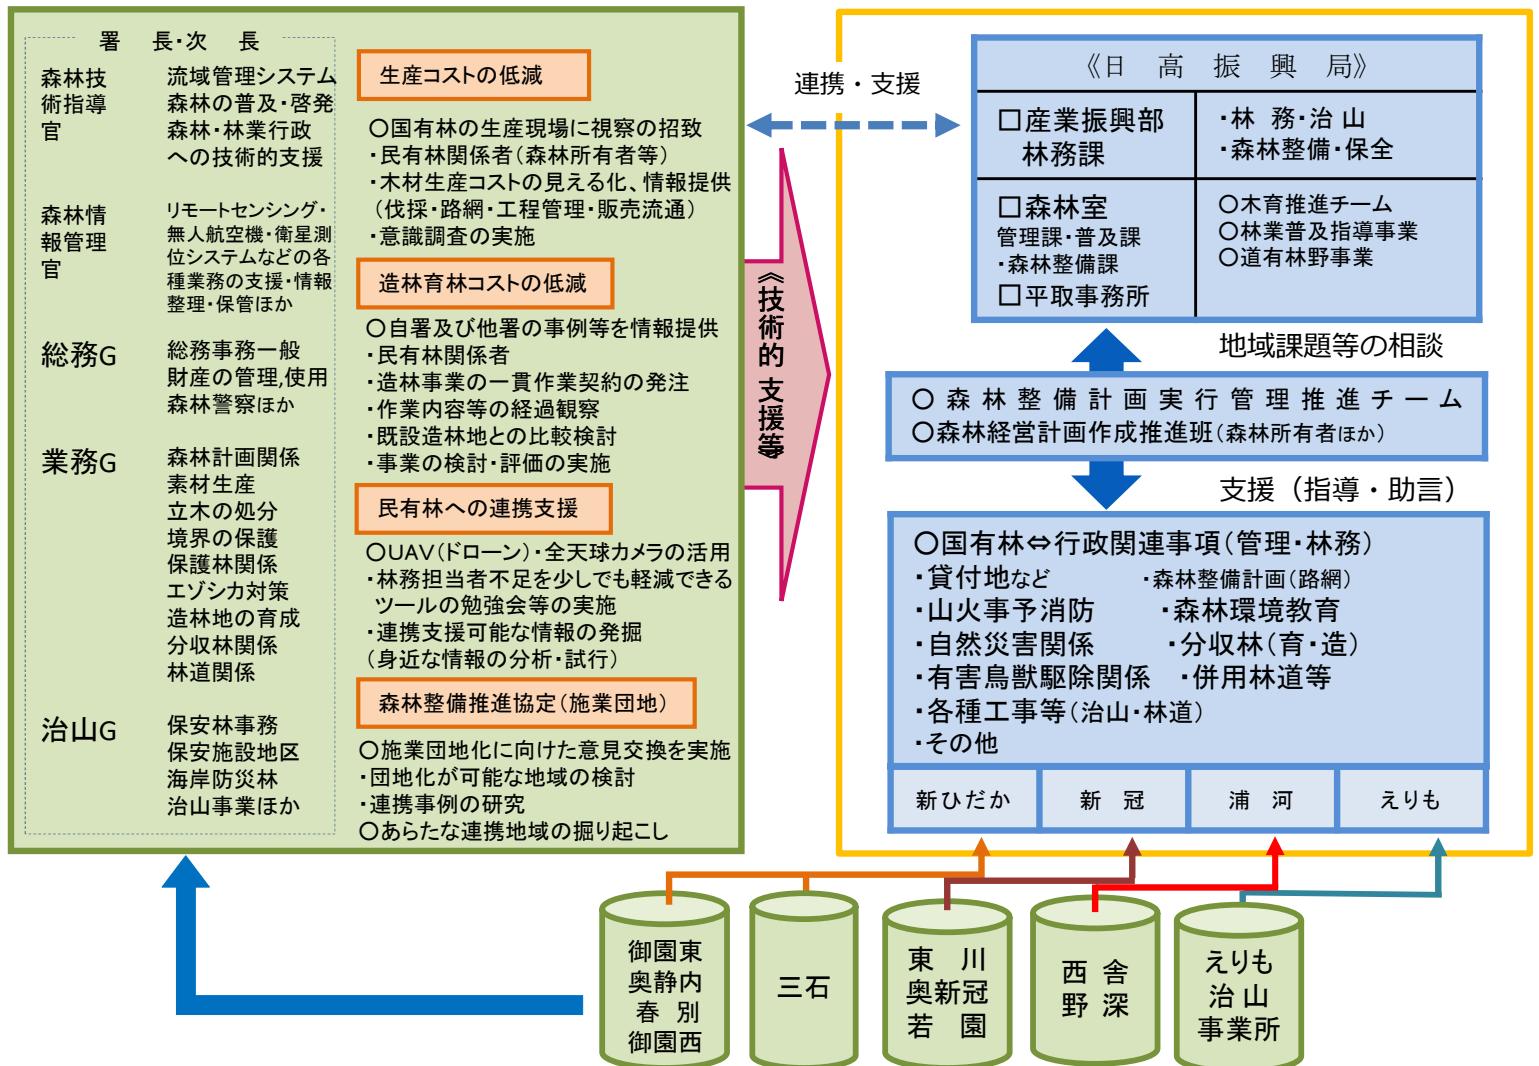 署　長・次　長
森林技
術指導
官
流域管理システム
森林の普及・啓発
森林・林業行政
への技術的支援
森林情
報管理
官
リモートセンシング・
無人航空機・衛星測
位システムなどの各
種業務の支援・情報
整理・保管ほか
総務G
総務事務一般
財産の管理,使用
森林警察ほか
業務G
森林計画関係
素材生産
立木の処分
境界の保護
保護林関係
エゾシカ対策
造林地の育成
分収林関係
林道関係
治山G
保安林事務
保安施設地区
海岸防災林
治山事業ほか
生産コストの低減
○国有林の生産現場に視察の招致
・民有林関係者(森林所有者等)
・木材生産コストの見える化、情報提供
(伐採・路網・工程管理・販売流通)
・意識調査の実施
造林育林コストの低減
○自署及び他署の事例等を情報提供
・民有林関係者
・造林事業の一貫作業契約の発注
・作業内容等の経過観察
・既設造林地との比較検討
・事業の検討・評価の実施
民有林への連携支援
○UAV(ドローン)・全天球カメラの活用
・林務担当者不足を少しでも軽減できる
ツールの勉強会等の実施
・連携支援可能な情報の発掘
(身近な情報の分析・試行)
森林整備推進協定(施業団地)
○施業団地化に向けた意見交換を実施
・団地化が可能な地域の検討
・連携事例の研究
○あらたな連携地域の掘り起こし
連携・支援
《技術的 支援等》
《日　高　振　興　局》
□産業振興部
林務課
・林　務・治 山
・森林整備・保全
□森林室
管理課・普及課
・森林整備課
□平取事務所
○木育推進チーム
○林業普及指導事業
○道有林野事業
地域課題等の相談
○ 森 林 整 備 計 画 実 行 管 理 推 進 チ ー ム
○森林経営計画作成推進班(森林所有者ほか)
支援（指導・助言）
○国有林⇔行政関連事項(管理・林務)
・貸付地など　・森林整備計画(路網)
・山火事予消防　・森林環境教育
・自然災害関係　・分収林(育・造)
・有害鳥獣駆除関係　・併用林道等
・各種工事等(治山・林道)
・その他
新ひだか　新　冠　浦　河　えりも
御園東
奥静内
春　別
御園西
三石
東　川
奥新冠
若　園
西 舎
野 深
えりも
治 山
事業所